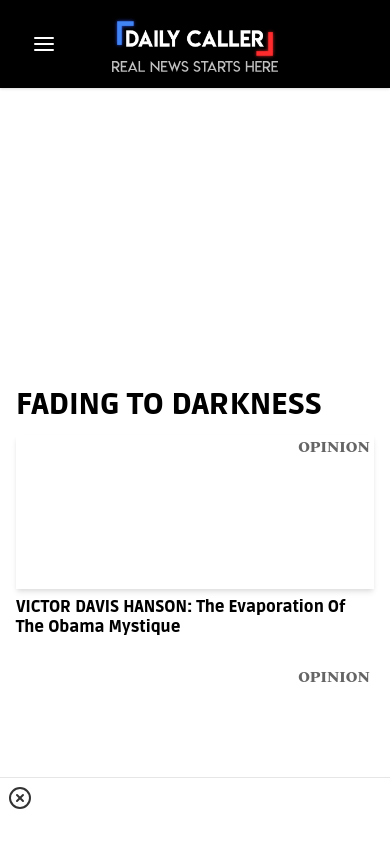 DAILY CALLER
REAL NEWS STARTS HERE
FADING TO DARKNESS
OPINION
VICTOR DAVIS HANSON: The Evaporation Of
The Obama Mystique
OPINION